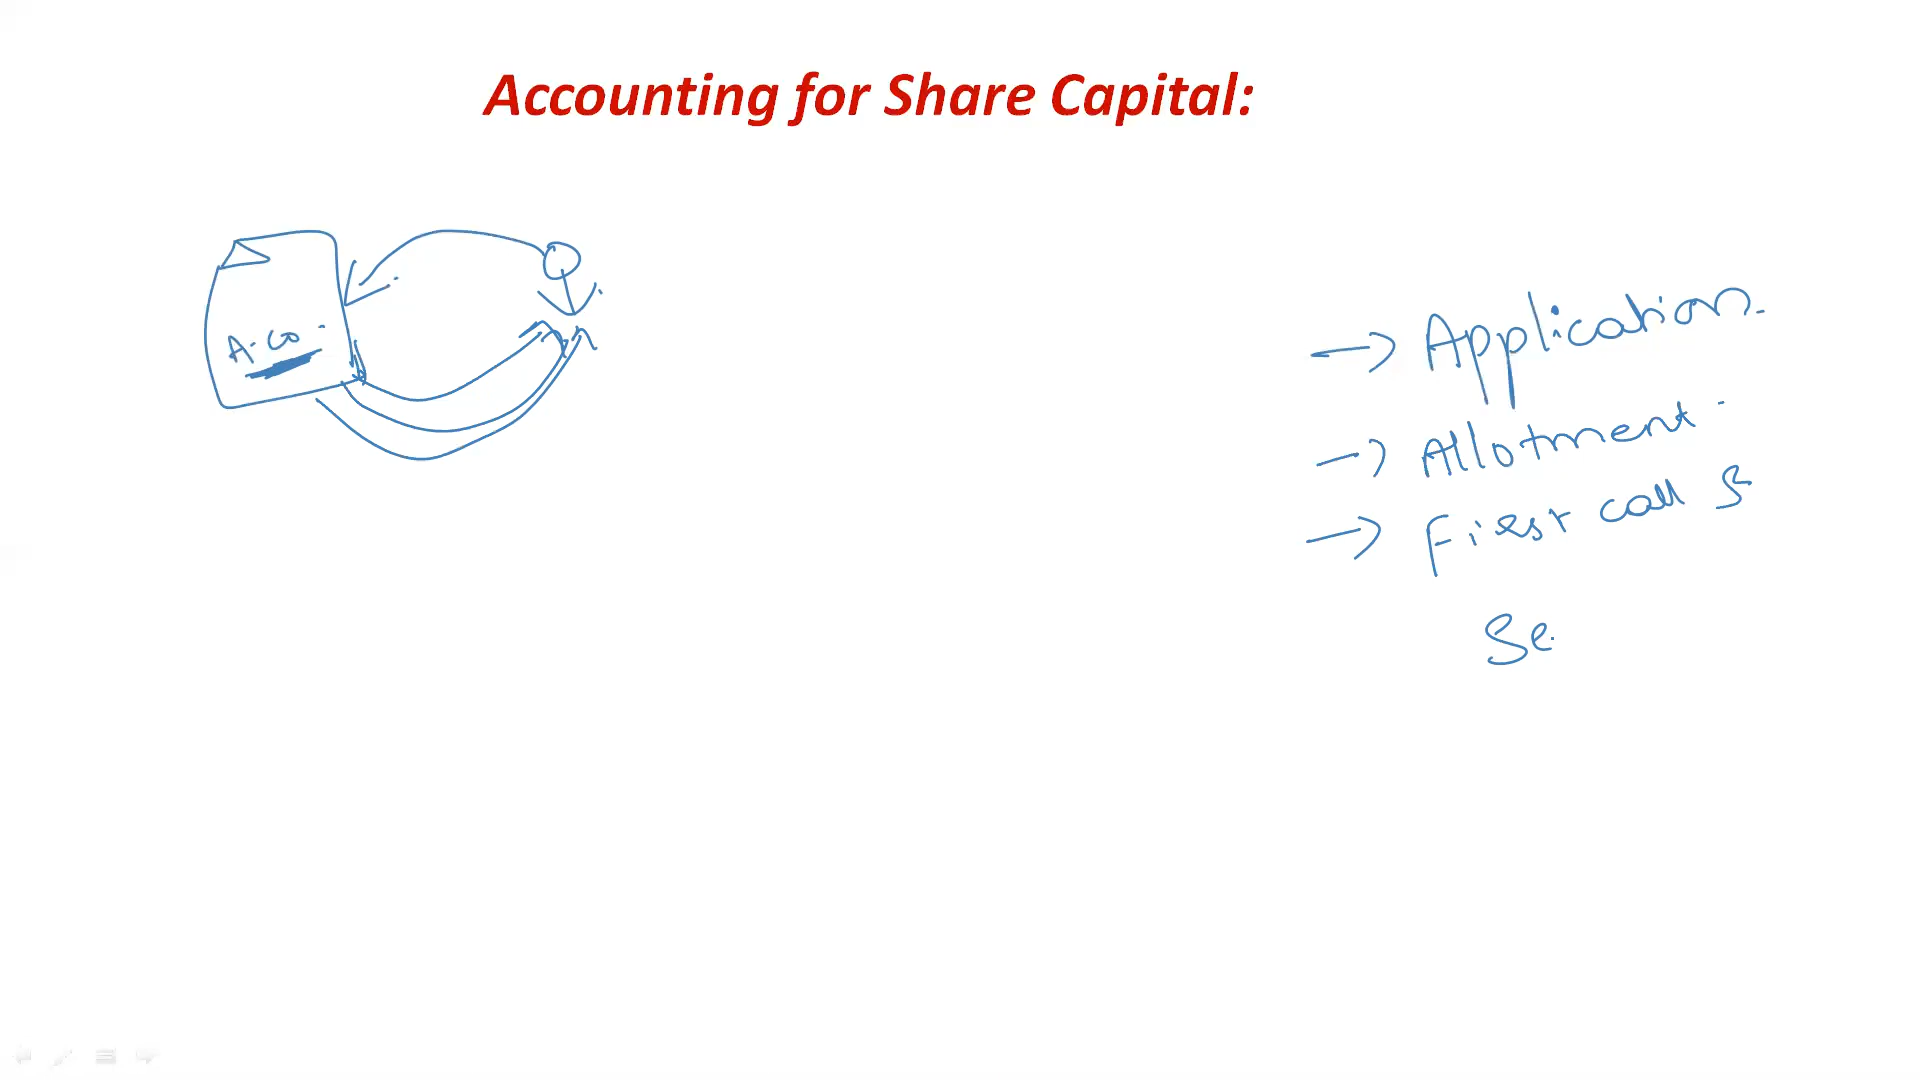 Accounting for Share Capital:
A. Co.
→ Application.
→ Allotment.
→ First call &
Se